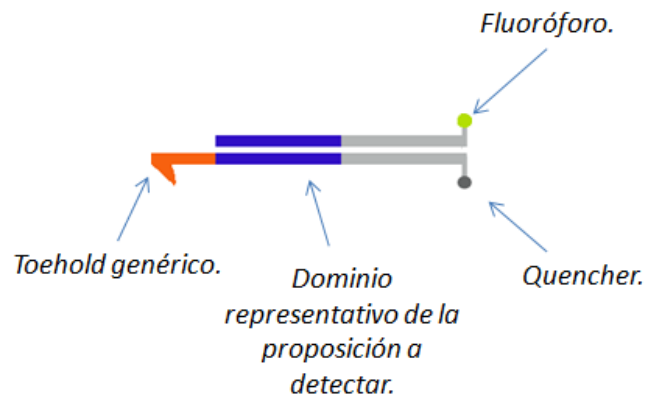 Fluoróforo.
Toehold genérico.
Dominio
representativo de la
proposición a
detectar.
Quencher.